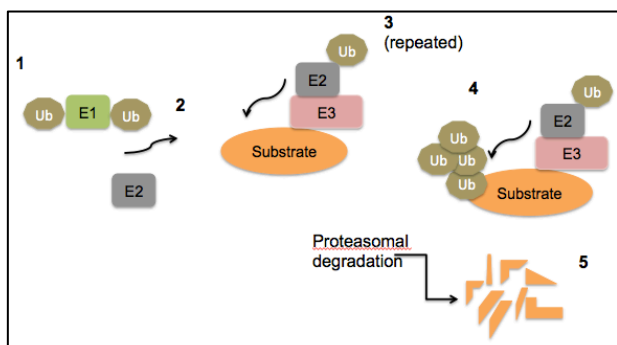 1
Ub E1 Ub
2
E2
3
(repeated)
Ub
E2
E3
Substrate
4
Ub
Ub Ub
Ub
Ub
E2
E3
Substrate
Proteasomal
degradation
5